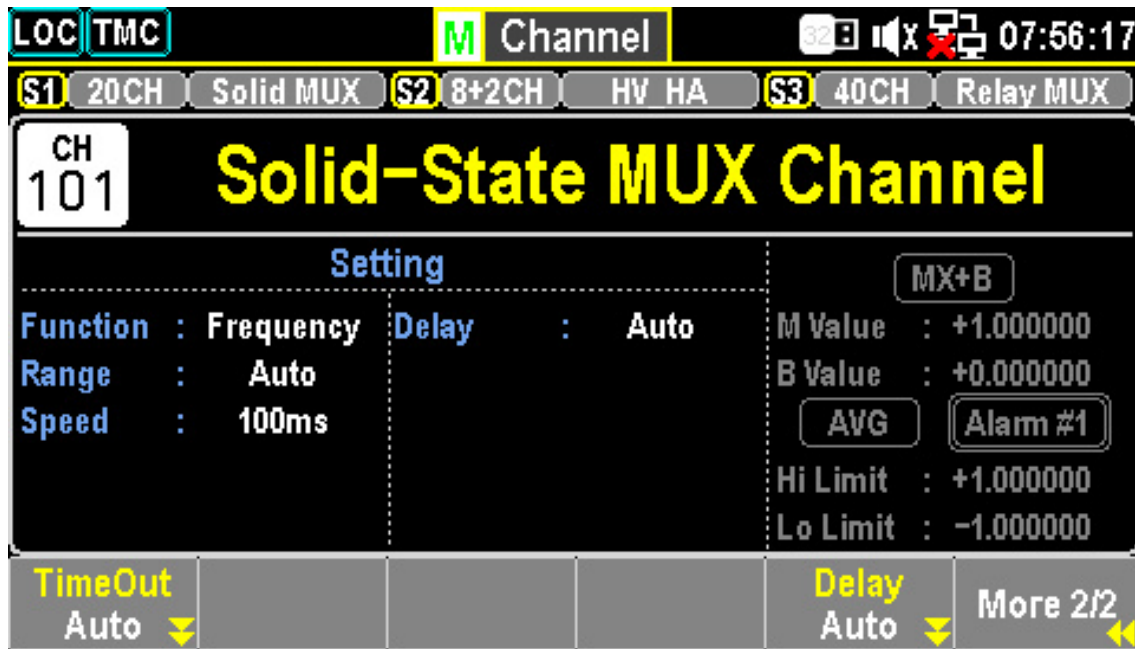 LOC TMC M Channel 32 07:56:17
S1 20CH Solid MUX S2 8+2CH HV HA S3 40CH Relay MUX
CH
101
Solid-State MUX Channel
Setting
MX+B
Function : Frequency Delay : Auto M Value : +1.000000
Range : Auto B Value : +0.000000
Speed : 100ms AVG Alarm #1
Hi Limit : +1.000000
Lo Limit : -1.000000
TimeOut Delay More 2/2
Auto Auto